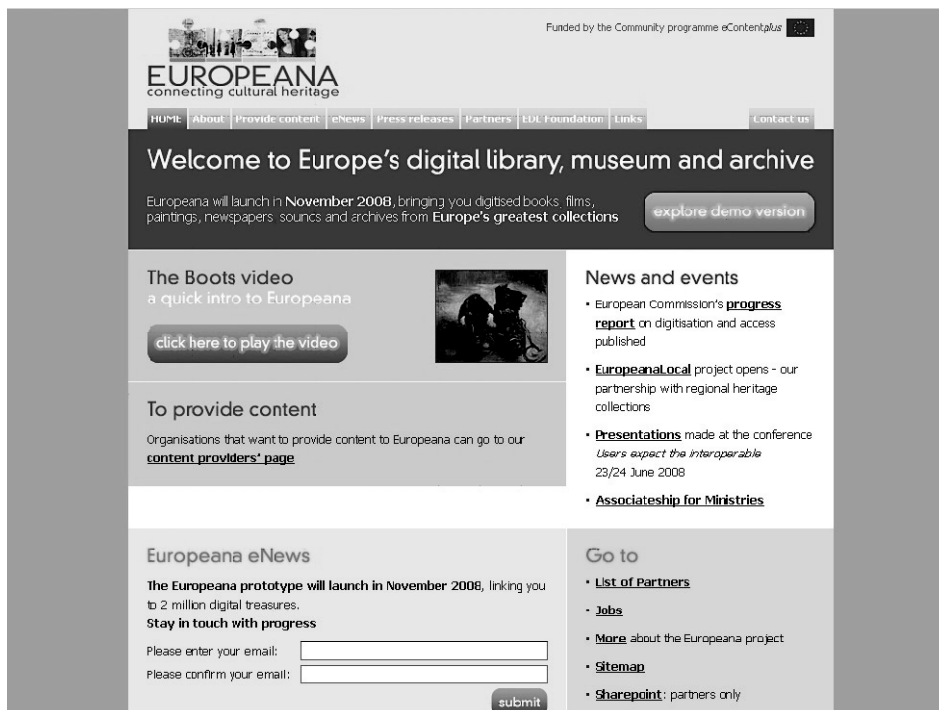 Funded by the Community programme eContentplus
EUROPEANA
connecting cultural heritage
HOME About Provide content eNews Press releases Partners EDL Foundation Links Contact us
Welcome to Europe's digital library, museum and archive
Europeana will launch in November 2008, bringing you digitised books, films,
paintings, newspapers, sounds and archives from Europe's greatest collections
explore demo version
The Boots video
a quick intro to Europeana
click here to play the video
To provide content
Organisations that want to provide content to Europeana can go to our
content providers' page
News and events
• European Commission's progress
report on digitisation and access
published
• EuropeanaLocal project opens - our
partnership with regional heritage
collections
• Presentations made at the conference
Users expect the interoperable
23/24 June 2008
• Associateship for Ministries
Europeana eNews
The Europeana prototype will launch in November 2008, linking you
to 2 million digital treasures.
Stay in touch with progress
Please enter your email:
Please confirm your email:
submit
Go to
• List of Partners
• Jobs
• More about the Europeana project
• Sitemap
• Sharepoint: partners only